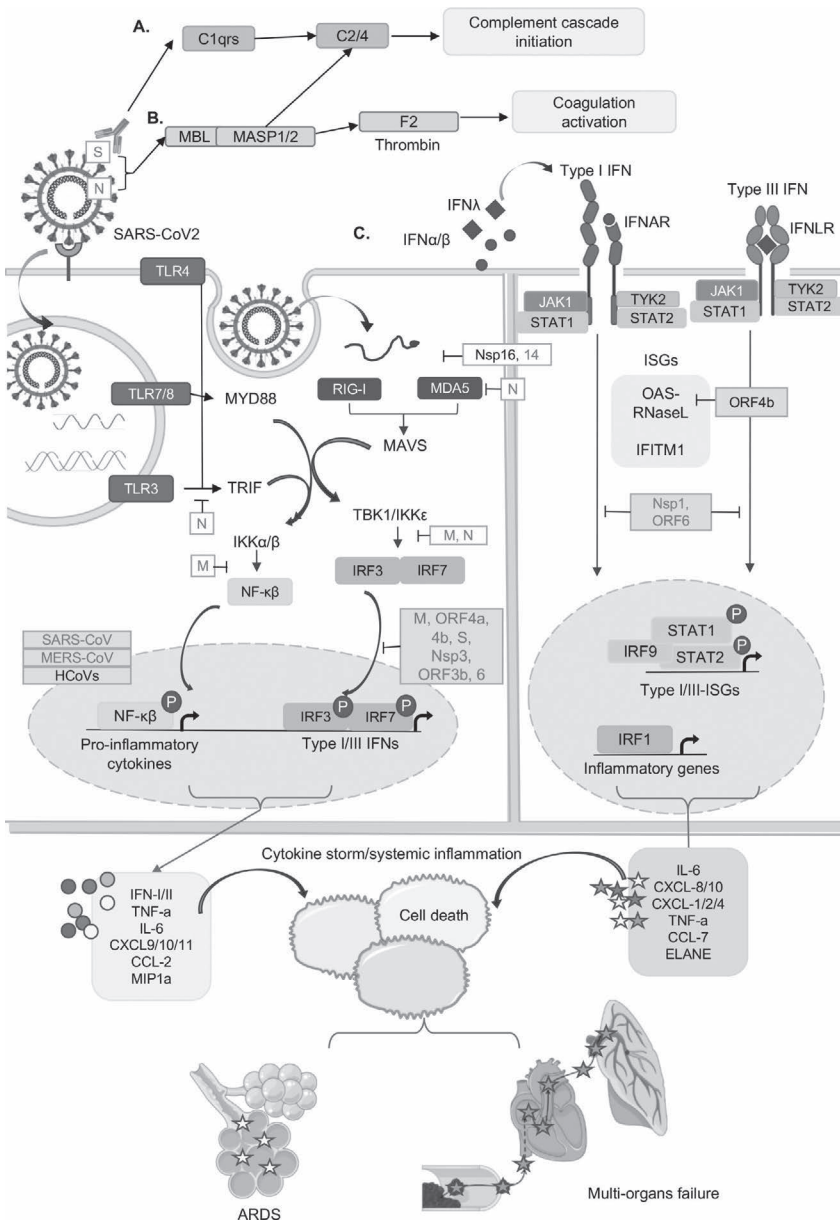 A.
C1qrs
C2/4
Complement cascade
initiation
B.
MBL
MASP1/2
F2
Thrombin
Coagulation
activation
S
N
SARS-CoV2
C.
IFNλ
IFNα/β
Type I IFN
IFNAR
Type III IFN
IFNLR
TLR4
JAK1
STAT1
TYK2
STAT2
JAK1
STAT1
TYK2
STAT2
Nsp16, 14
RIG-I
MDA5
N
MAVS
TLR7/8
MYD88
TLR3
TRIF
N
ISGs
OAS-
RNaseL
IFITM1
ORF4b
Nsp1,
ORF6
TBK1/IKKε
M, N
IKKα/β
M
NF-κβ
IRF3
IRF7
M, ORF4a,
4b, S,
Nsp3,
ORF3b, 6
SARS-CoV
MERS-CoV
HCoVs
P
NF-κβ
Pro-inflammatory
cytokines
P
P
IRF3
IRF7
Type I/III IFNs
P
STAT1
P
IRF9
STAT2
Type I/III-ISGs
IRF1
Inflammatory genes
Cytokine storm/systemic inflammation
IFN-I/II
TNF-a
IL-6
CXCL9/10/11
CCL-2
MIP1a
Cell death
IL-6
CXCL-8/10
CXCL-1/2/4
TNF-a
CCL-7
ELANE
ARDS
Multi-organs failure